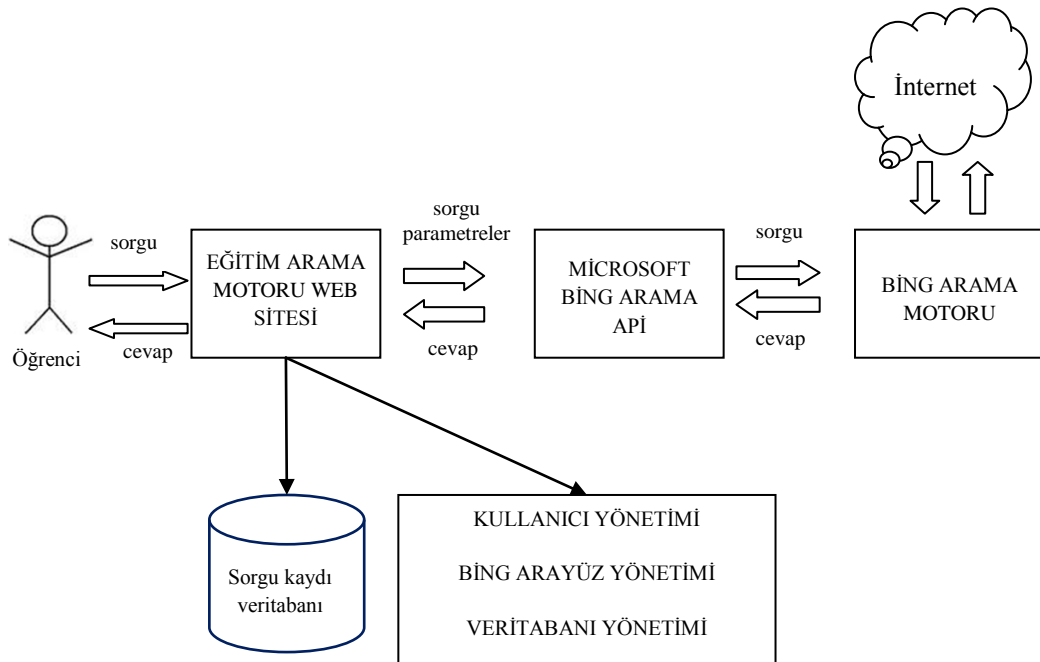 İnternet
sorgu
Öğrenci
cevap
EĞİTİM ARAMA
MOTORU WEB
SİTESİ
sorgu
parametreler
cevap
MİCROSOFT
BİNG ARAMA
APİ
sorgu
cevap
BİNG ARAMA
MOTORU
Sorgu kaydı
veritabanı
KULLANICI YÖNETİMİ
BİNG ARAYÜZ YÖNETİMİ
VERİTABANI YÖNETİMİ